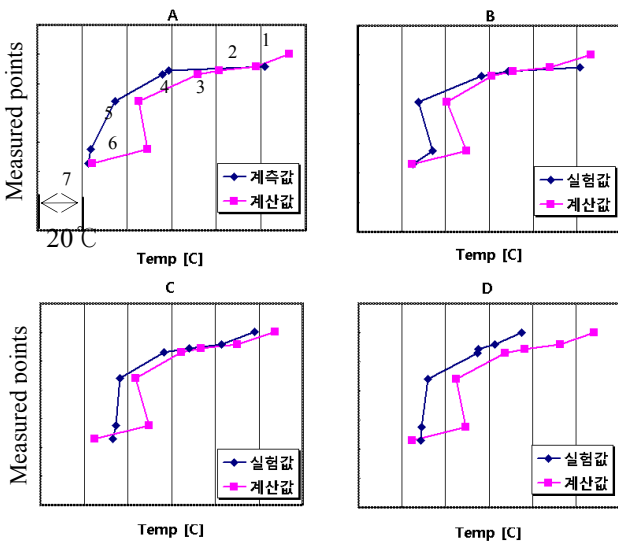 A
Measured points
1
2
3
4
5
6
7
20℃
계측값
계산값
Temp [C]
B
실험값
계산값
Temp [C]
C
Measured points
실험값
계산값
Temp [C]
D
실험값
계산값
Temp [C]